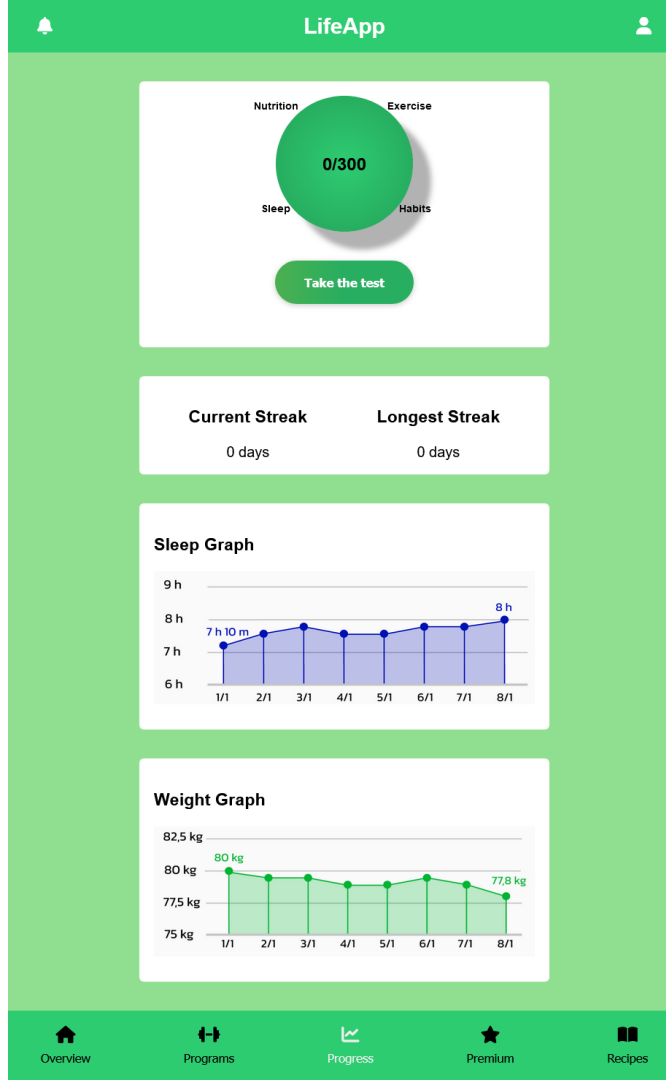 LifeApp
Nutrition Exercise
0/300
Sleep Habits
Take the test
Current Streak Longest Streak
0 days 0 days
Sleep Graph
9 h
8 h
8 h
7 h 10 m
7 h
6 h
1/1 2/1 3/1 4/1 5/1 6/1 7/1 8/1
Weight Graph
82,5 kg
80 kg
80 kg
77,8 kg
77,5 kg
75 kg
1/1 2/1 3/1 4/1 5/1 6/1 7/1 8/1
Overview Programs Progress Premium Recipes